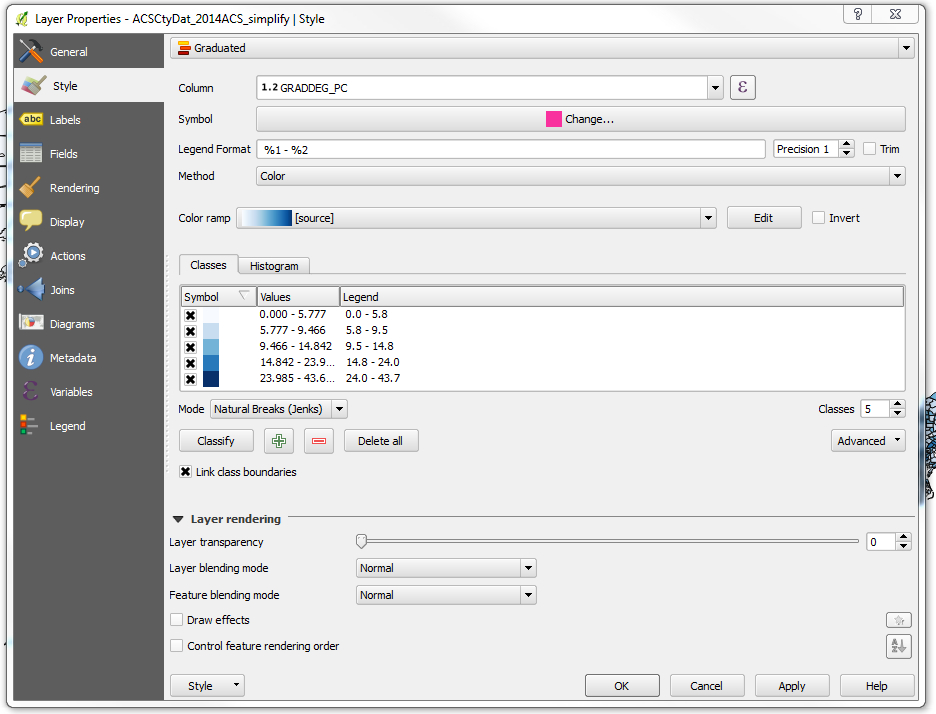 Layer Properties - ACSCtyDat_2014ACS_simplify | Style
General
Style
Labels
Fields
Rendering
Display
Actions
Joins
Diagrams
Metadata
Variables
Legend
abc
Graduated
Column 1.2 GRADDEG_PC ε
Symbol Change...
Legend Format %1 - %2 Precision 1 Trim
Method Color
Color ramp [source] Edit Invert
Classes Histogram
Symbol Values Legend
0.000 - 5.777 0.0 - 5.8
5.777 - 9.466 5.8 - 9.5
9.466 - 14.842 9.5 - 14.8
14.842 - 23.9... 14.8 - 24.0
23.985 - 43.6... 24.0 - 43.7
Mode Natural Breaks (Jenks) Classes 5
Classify Delete all Advanced
Link class boundaries
Layer rendering
Layer transparency 0
Layer blending mode Normal
Feature blending mode Normal
Draw effects
Control feature rendering order
Style OK Cancel Apply Help